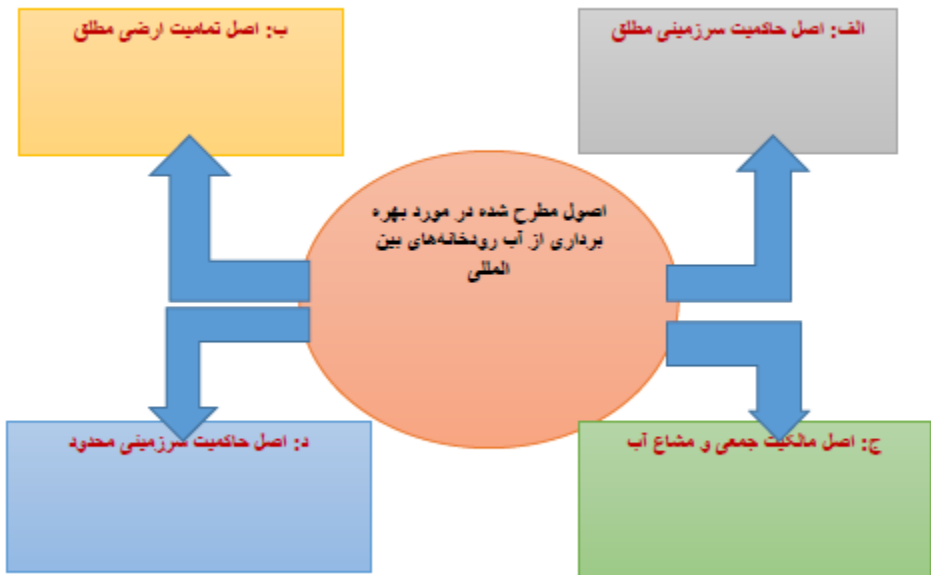 الف: اصل حاکمیت سرزمینی مطلق
ب: اصل تمامیت ارضی مطلق
اصول مطرح شده در مورد بهره
برداری از آب رودخانه‌های بین
المللی
ج: اصل مالکیت جمعی و مشاع آب
د: اصل حاکمیت سرزمینی محدود